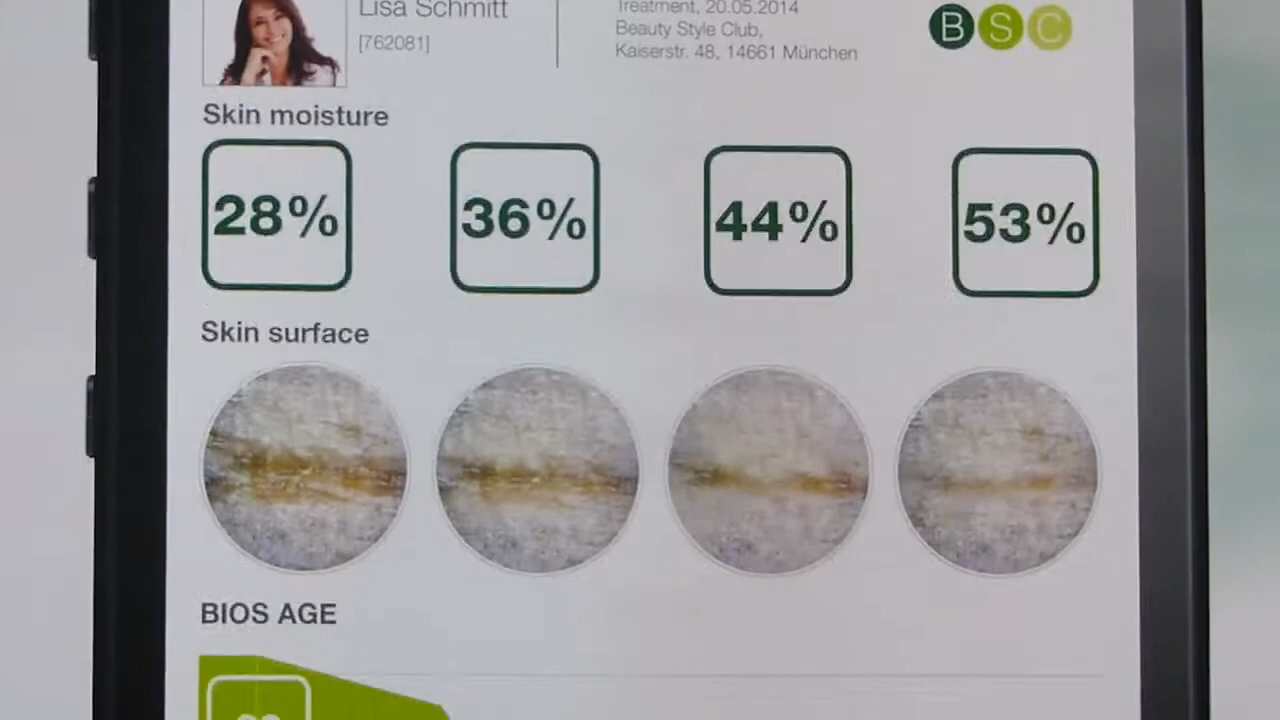 Lisa Schmitt
[762081]
Treatment, 20.05.2014
Beauty Style Club,
Kaiserstr. 48, 14661 München
B S C
Skin moisture
28% 36% 44% 53%
Skin surface
BIOS AGE